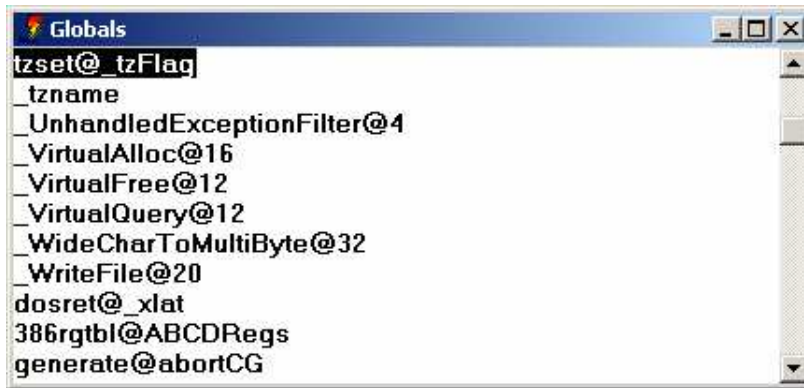 Globals
tzset@_tzFlag
_tzname
_UnhandledExceptionFilter@4
_VirtualAlloc@16
_VirtualFree@12
_VirtualQuery@12
_WideCharToMultiByte@32
_WriteFile@20
dosret@_xlat
386rgtbl@ABCDRegs
generate@abortCG